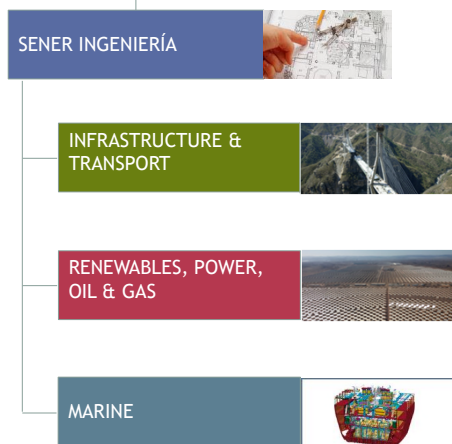 SENER INGENIERÍA
INFRASTRUCTURE &
TRANSPORT
RENEWABLES, POWER,
OIL & GAS
MARINE